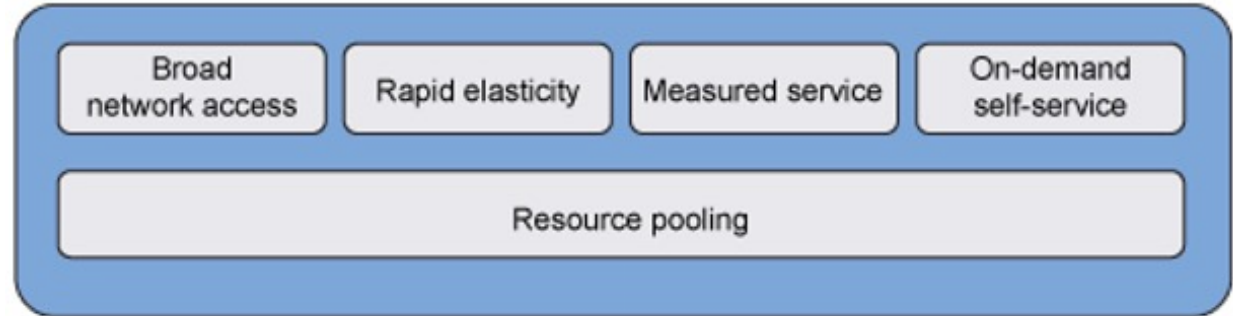 Broad
network access
Rapid elasticity
Measured service
On-demand
self-service
Resource pooling